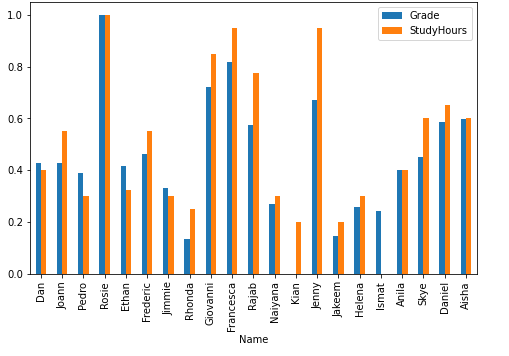 Grade
StudyHours
1.0
0.8
0.6
0.4
0.2
0.0
Dan
Joann
Pedro
Rosie
Ethan
Frederic
Jimmie
Rhonda
Giovanni
Francesca
Rajab
Naiyana
Kian
Jenny
Jakeem
Helena
Ismat
Anila
Skye
Daniel
Aisha
Name